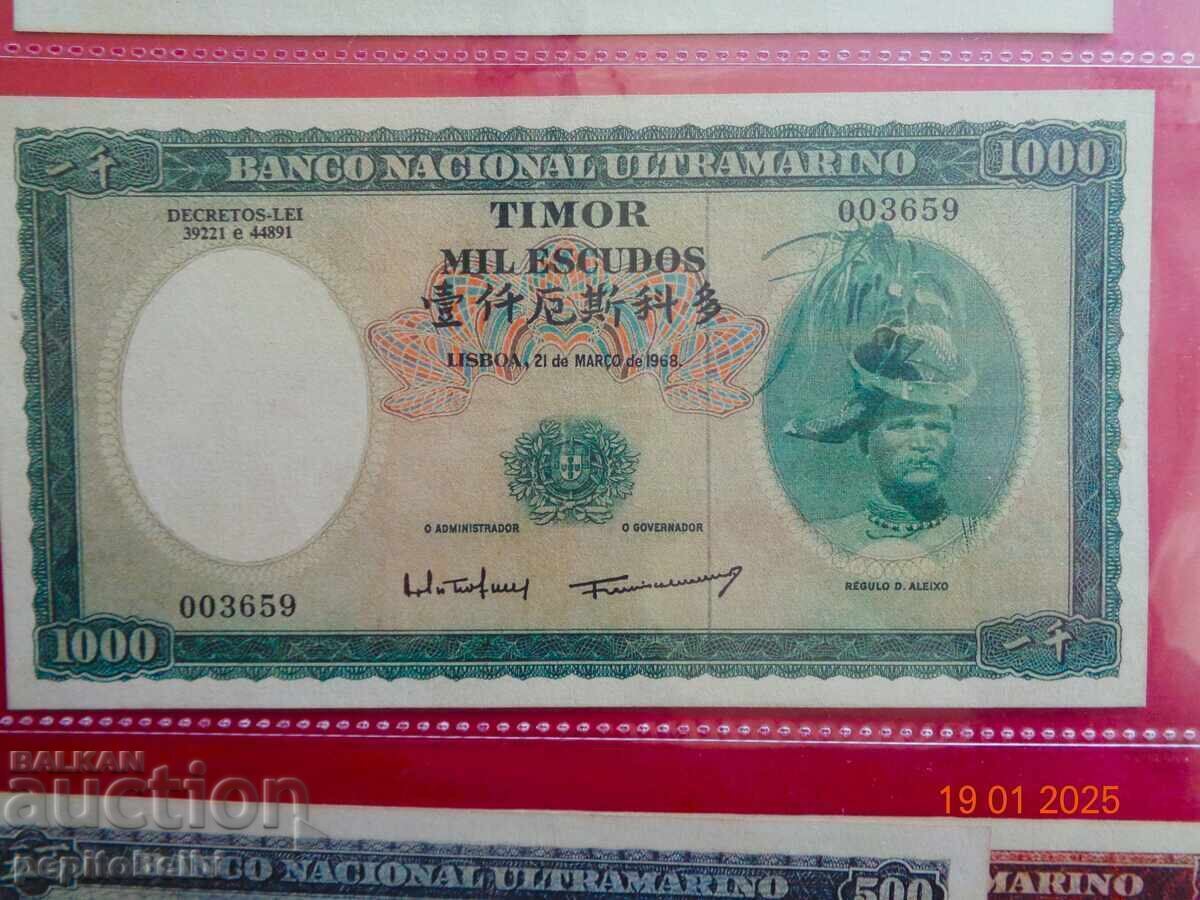 BANCO NACIONAL ULTRAMARINO
一千
1000
DECRETOS-LEI
39221 e 44891
TIMOR
003659
MIL ESCUDOS
壹仟厄斯科多
LISBOA, 21 de MARÇO de 1968.
O ADMINISTRADOR
O GOVERNADOR
RÉGULO D. ALEIXO
003659
1000
一千
BALKAN
auction
19 01 2025
pepitoBelhi
BANCO NACIONAL ULTRAMARINO
500
MARINO